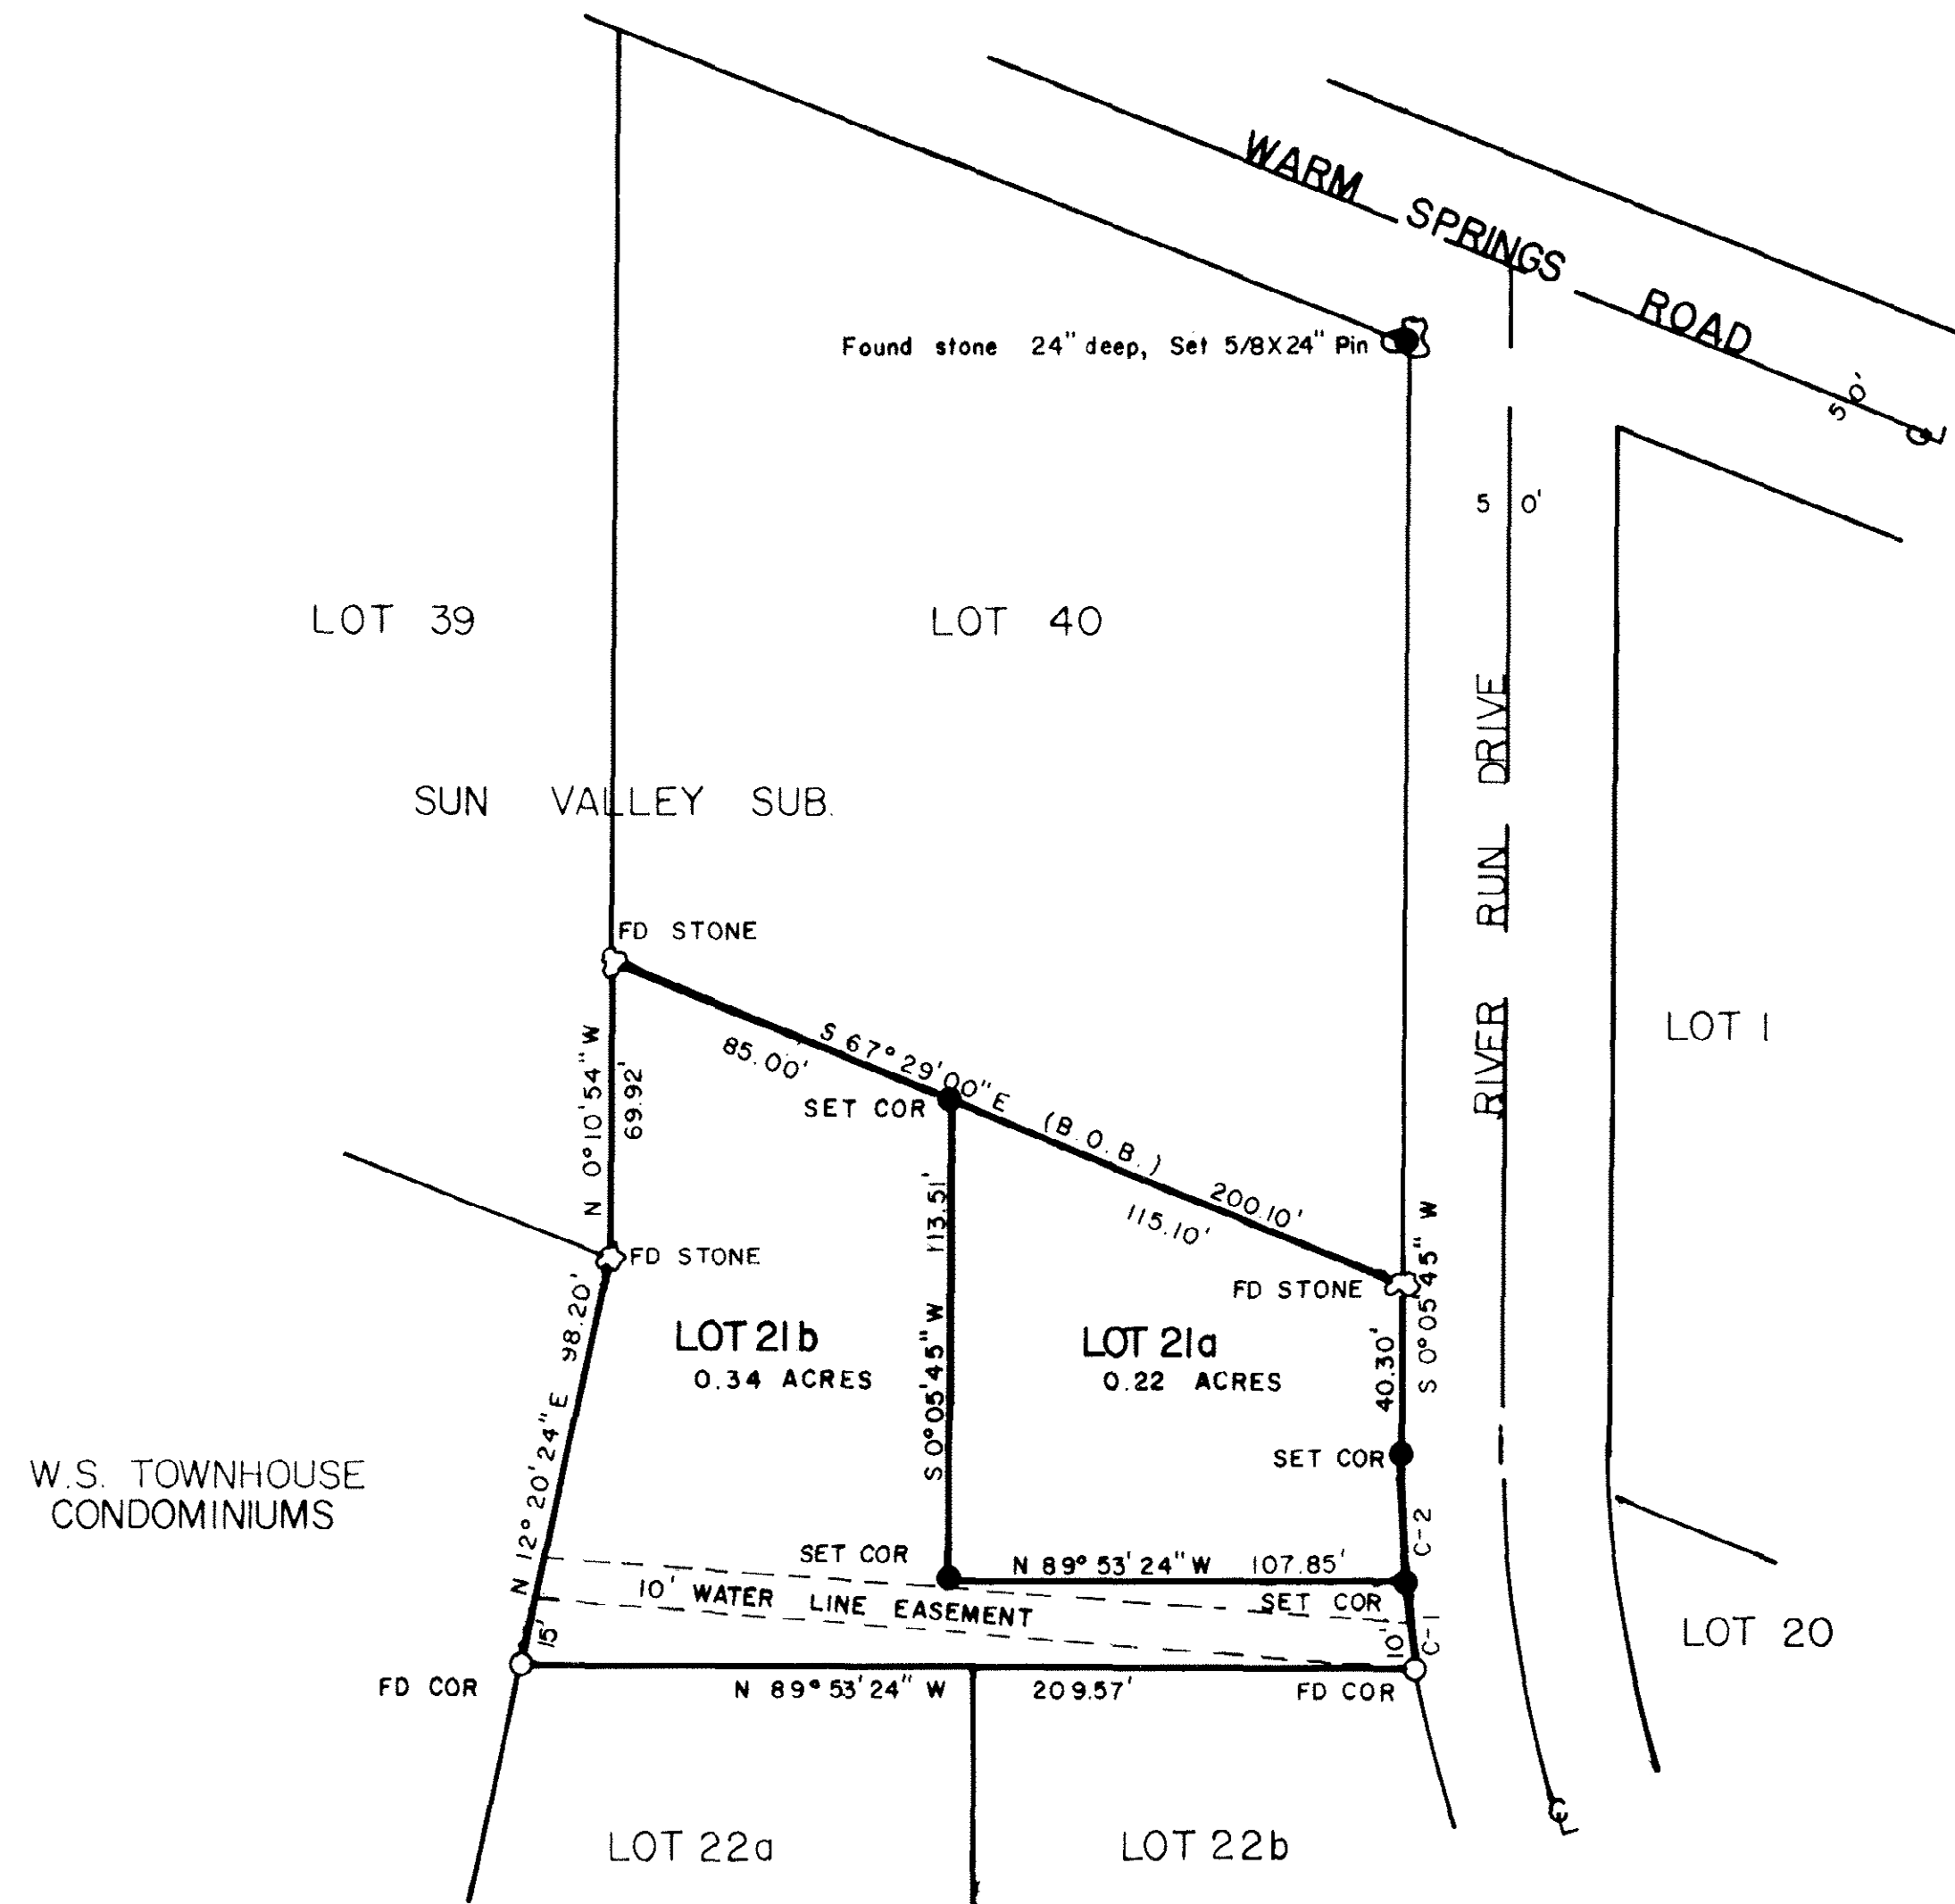 WARM SPRINGS ROAD
50'
℄
Found stone 24" deep, Set 5/8X24" Pin
5 0'
LOT 39
LOT 40
RIVER RUN DRIVE
SUN VALLEY SUB.
FD STONE
LOT 1
S 67° 29' 00" E (B.O.B.) 200.10'
85.00'
SET COR
115.10'
N 0° 10' 54" W
69.92'
FD STONE
113.51'
S 0° 05' 45" W
FD STONE
S 0° 05' 45" W
40.30'
LOT 21b
0.34 ACRES
LOT 21a
0.22 ACRES
N 12° 20' 24" E 98.20'
W.S. TOWNHOUSE
CONDOMINIUMS
SET COR
C-2
SET COR
N 89° 53' 24" W 107.85'
10' WATER LINE EASEMENT
SET COR
15'
10'
C-1
LOT 20
FD COR
N 89° 53' 24" W 209.57'
FD COR
℄
LOT 22a
LOT 22b